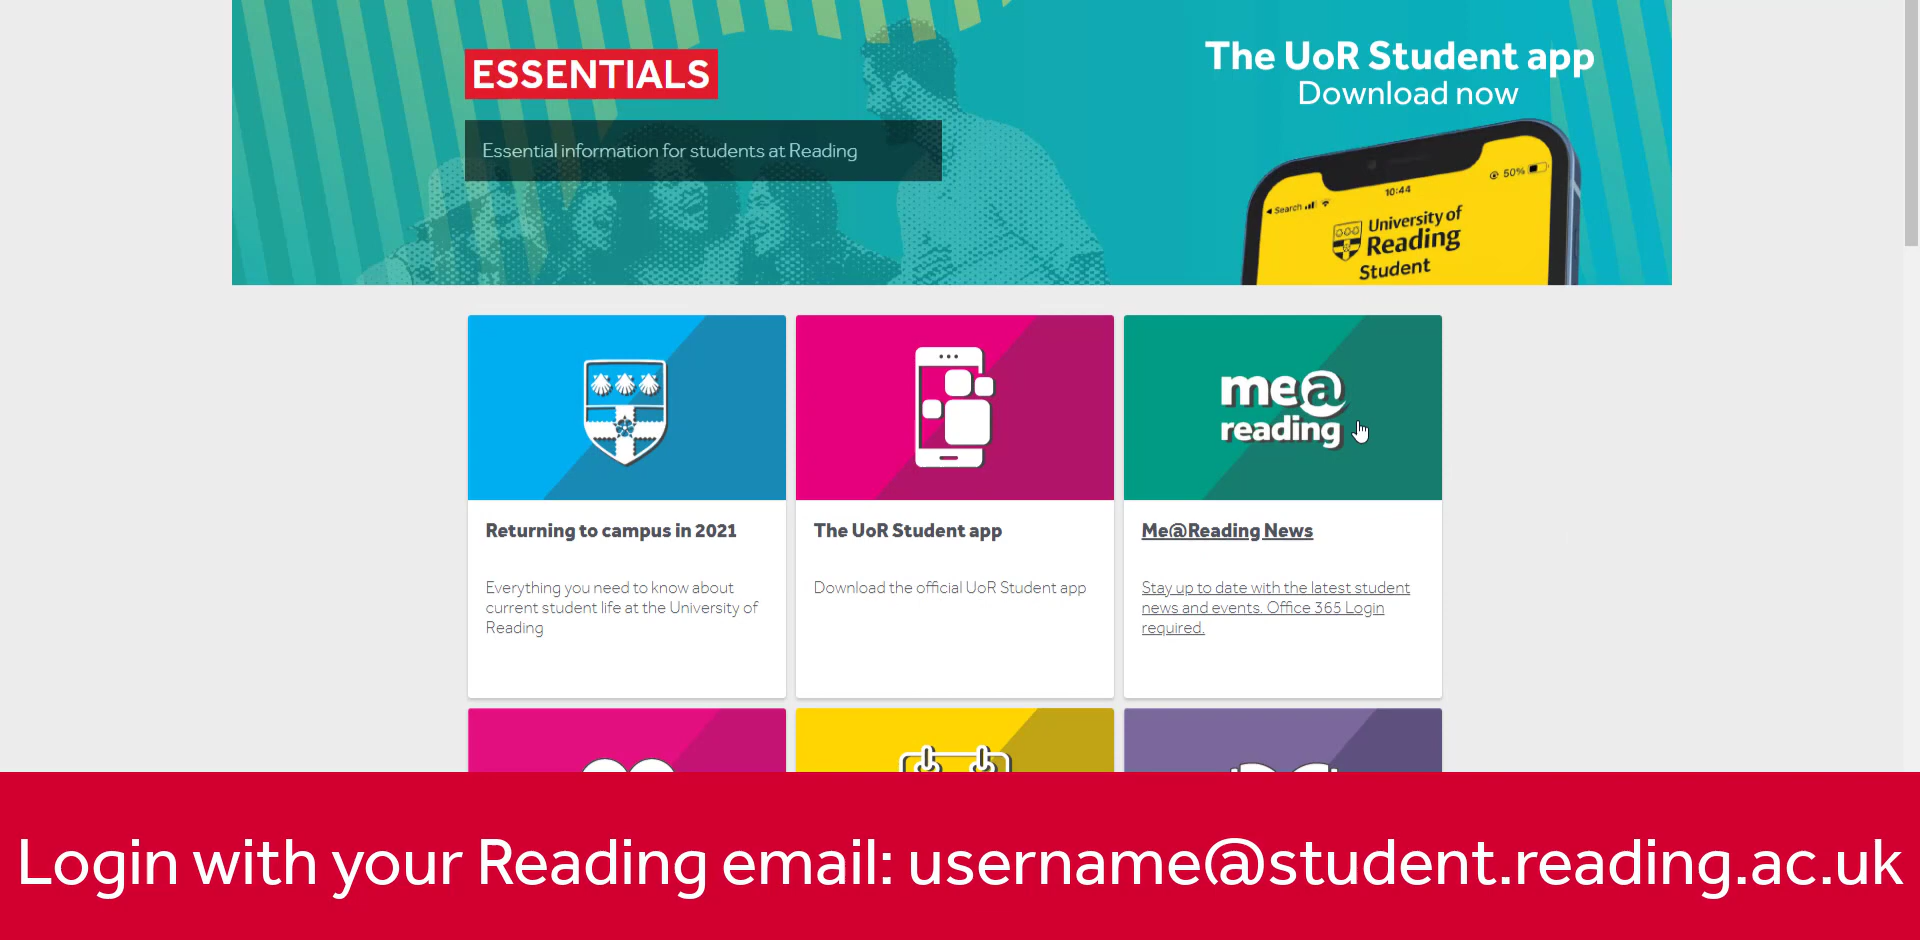 ESSENTIALS
Essential information for students at Reading
The UoR Student app
Download now
Search
10:44
50%
University of
Reading
Student
me@
reading
Returning to campus in 2021
Everything you need to know about
current student life at the University of
Reading
The UoR Student app
Download the official UoR Student app
Me@Reading News
Stay up to date with the latest student
news and events. Office 365 Login
required.
Login with your Reading email: username@student.reading.ac.uk